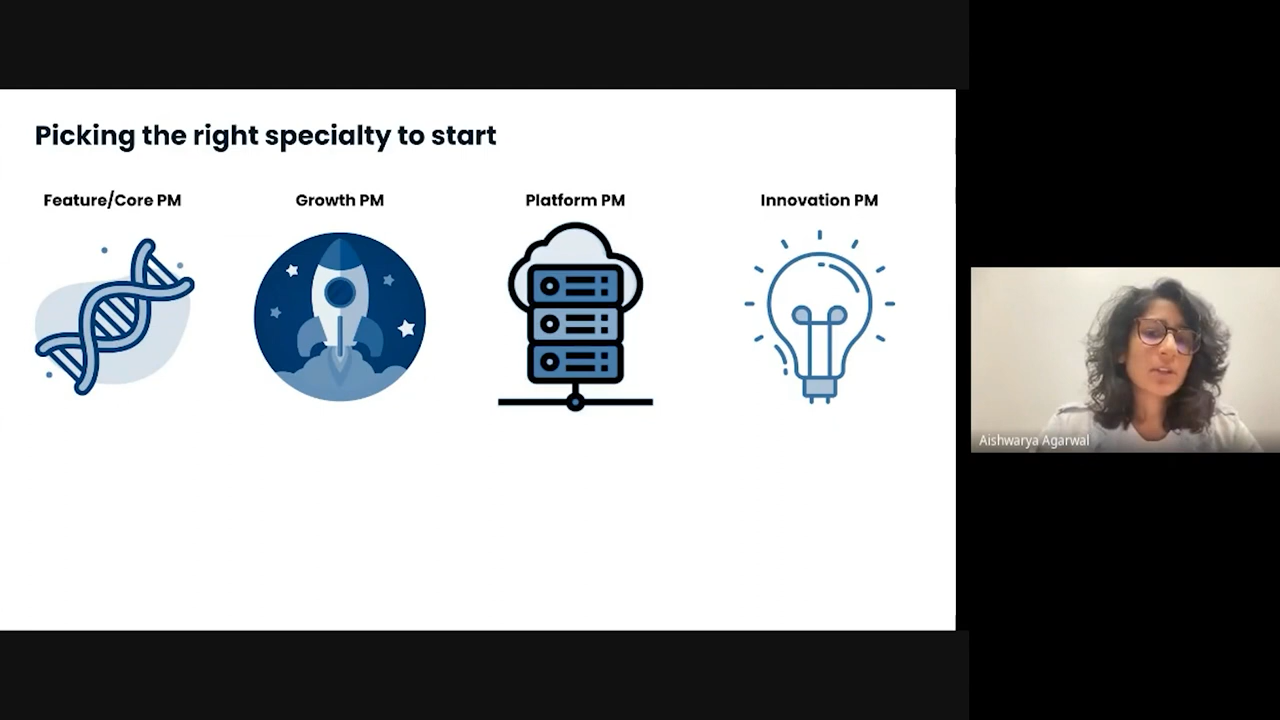 Picking the right specialty to start
Feature/Core PM
Growth PM
Platform PM
Innovation PM
Aishwarya Agarwal